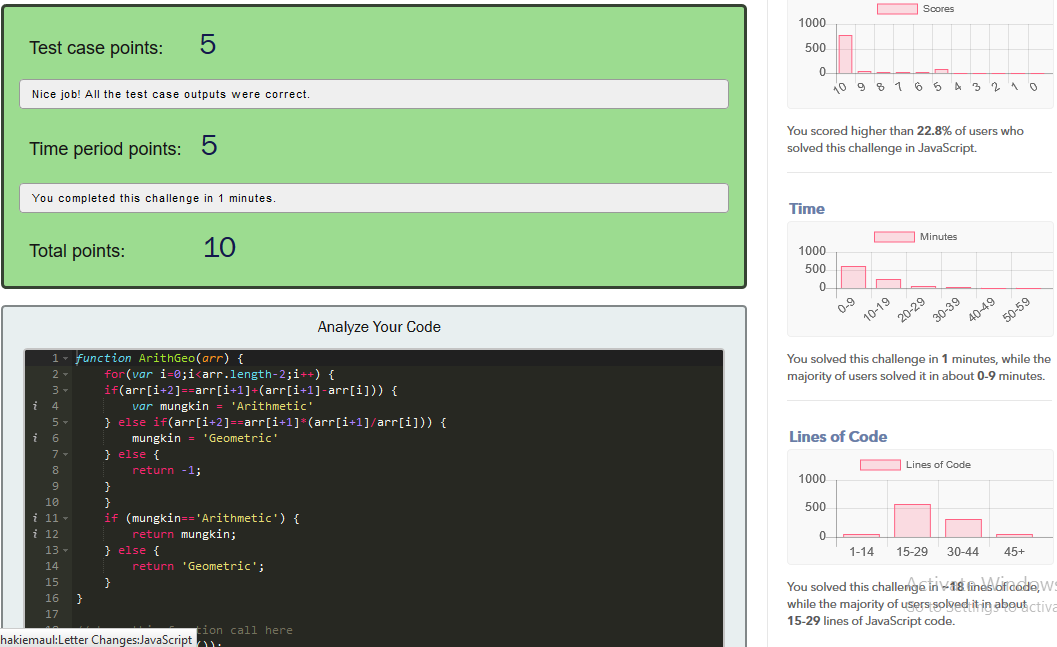 Test case points: 5
Nice job! All the test case outputs were correct.
Time period points: 5
You completed this challenge in 1 minutes.
Total points: 10
Analyze Your Code
1 function ArithGeo(arr) {
2 for(var i=0;i<arr.length-2;i++) {
3 if(arr[i+2]==arr[i+1]+(arr[i+1]-arr[i])) {
i 4 var mungkin = 'Arithmetic'
5 } else if(arr[i+2]==arr[i+1]*(arr[i+1]/arr[i])) {
i 6 mungkin = 'Geometric'
7 } else {
8 return -1;
9 }
10 }
i 11 if (mungkin=='Arithmetic') {
i 12 return mungkin;
13 } else {
14 return 'Geometric';
15 }
16 }
17
function call here
hakiemaul:Letter Changes:JavaScript
());
Scores
1000
500
0
10 9 8 7 6 5 4 3 2 1 0
You scored higher than 22.8% of users who
solved this challenge in JavaScript.
Time
Minutes
1000
500
0
0-9 10-19 20-29 30-39 40-49 50-59
You solved this challenge in 1 minutes, while the
majority of users solved it in about 0-9 minutes.
Lines of Code
Lines of Code
1000
500
0
1-14 15-29 30-44 45+
Activate Windows
You solved this challenge in ~18 lines of code,
Go to Settings to activa
while the majority of users solved it in about
15-29 lines of JavaScript code.